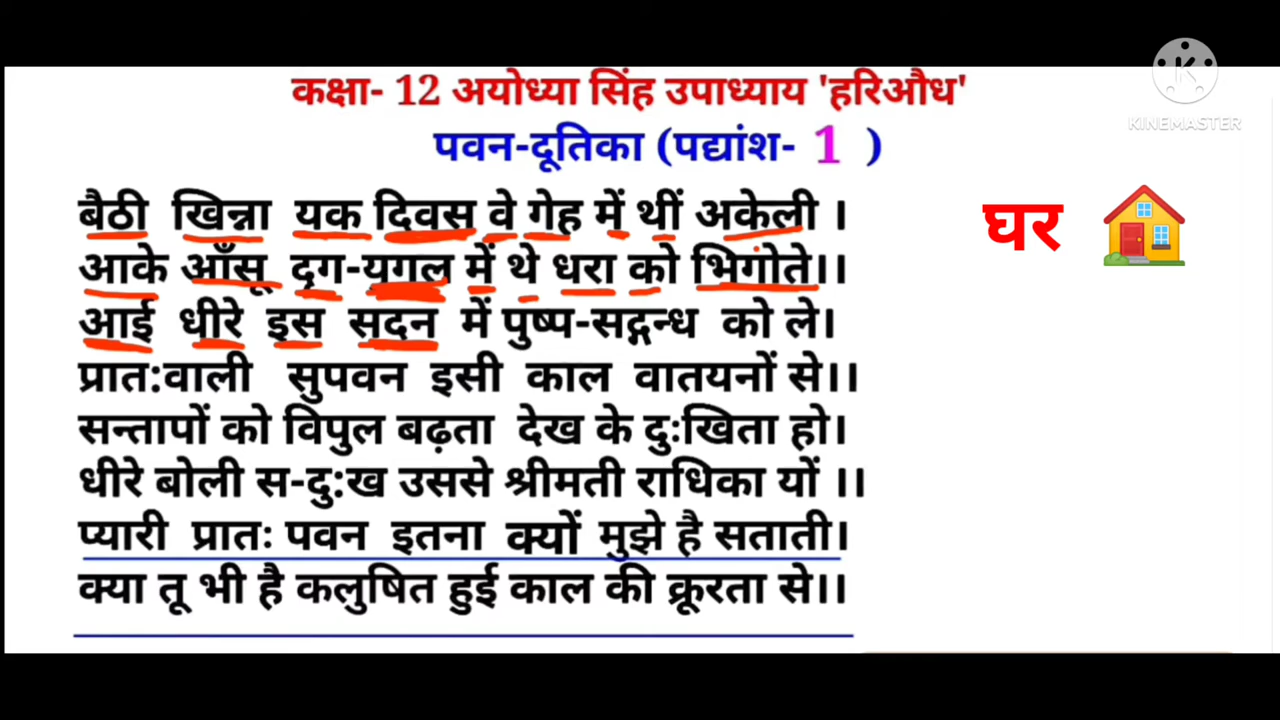 कक्षा- 12 अयोध्या सिंह उपाध्याय 'हरिऔध'
KINEMASTER
पवन-दूतिका (पद्यांश- 1 )
बैठी खिन्ना यक दिवस वे गेह में थीं अकेली ।
घर
आके आँसू दृग-युगल में थे धरा को भिगोते।।
आई धीरे इस सदन में पुष्प-सद्गन्ध को ले।
प्रात:वाली सुपवन इसी काल वातयनों से।।
सन्तापों को विपुल बढ़ता देख के दुःखिता हो।
धीरे बोली स-दु:ख उससे श्रीमती राधिका यों ।।
प्यारी प्रातः पवन इतना क्यों मुझे है सताती।
क्या तू भी है कलुषित हुई काल की क्रूरता से।।